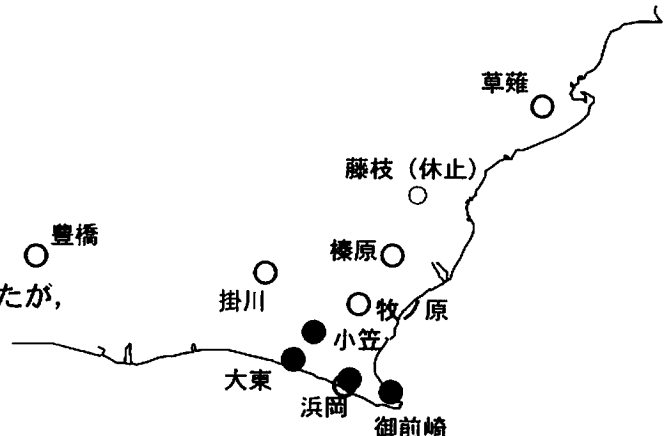 草薙
藤枝（休止）
豊橋
榛原
たが，
掛川
牧ノ原
小笠
大東
浜岡
御前崎